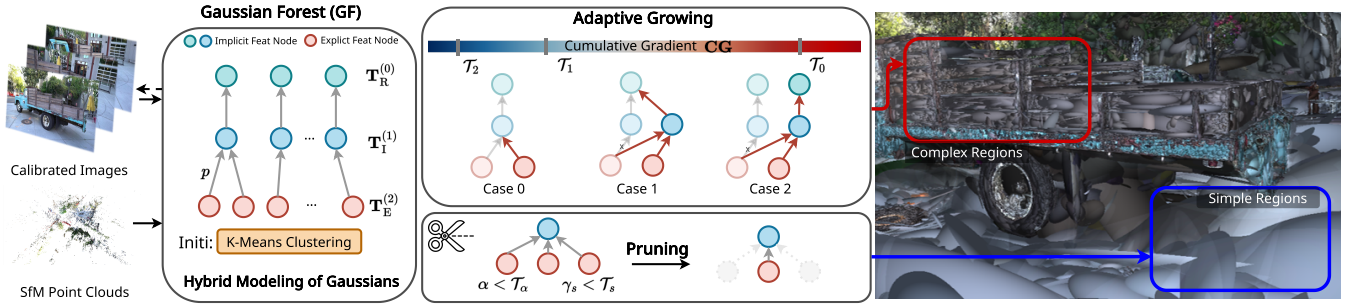 Gaussian Forest (GF)
Implicit Feat Node
Explict Feat Node
T_R^(0)
T_I^(1)
...
p
T_E^(2)
...
Initi: K-Means Clustering
Hybrid Modeling of Gaussians
Calibrated Images
SfM Point Clouds
Adaptive Growing
Cumulative Gradient CG
𝒯_2
𝒯_1
𝒯_0
x
x
Case 0
Case 1
Case 2
Pruning
α < 𝒯_α
γ_s < 𝒯_s
Complex Regions
Simple Regions